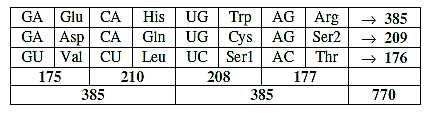 GA Glu CA His UG Trp AG Arg → 385
GA Asp CA Gln UG Cys AG Ser2 → 209
GU Val CU Leu UC Ser1 AC Thr → 176
175 210 208 177
385 385 770